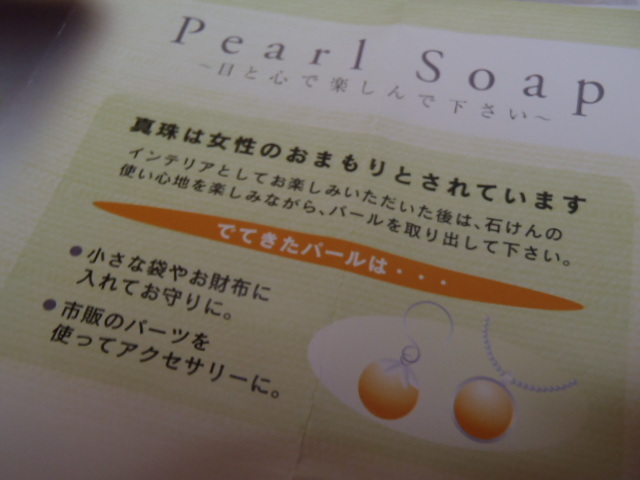 Pearl Soap
～目と心で楽しんで下さい～
真珠は女性のおまもりとされています
インテリアとしてお楽しみいただいた後は、石けんの
使い心地を楽しみながら、パールを取り出して下さい。
でてきたパールは・・・
●小さな袋やお財布に
入れてお守りに。
●市販のパーツを
使ってアクセサリーに。